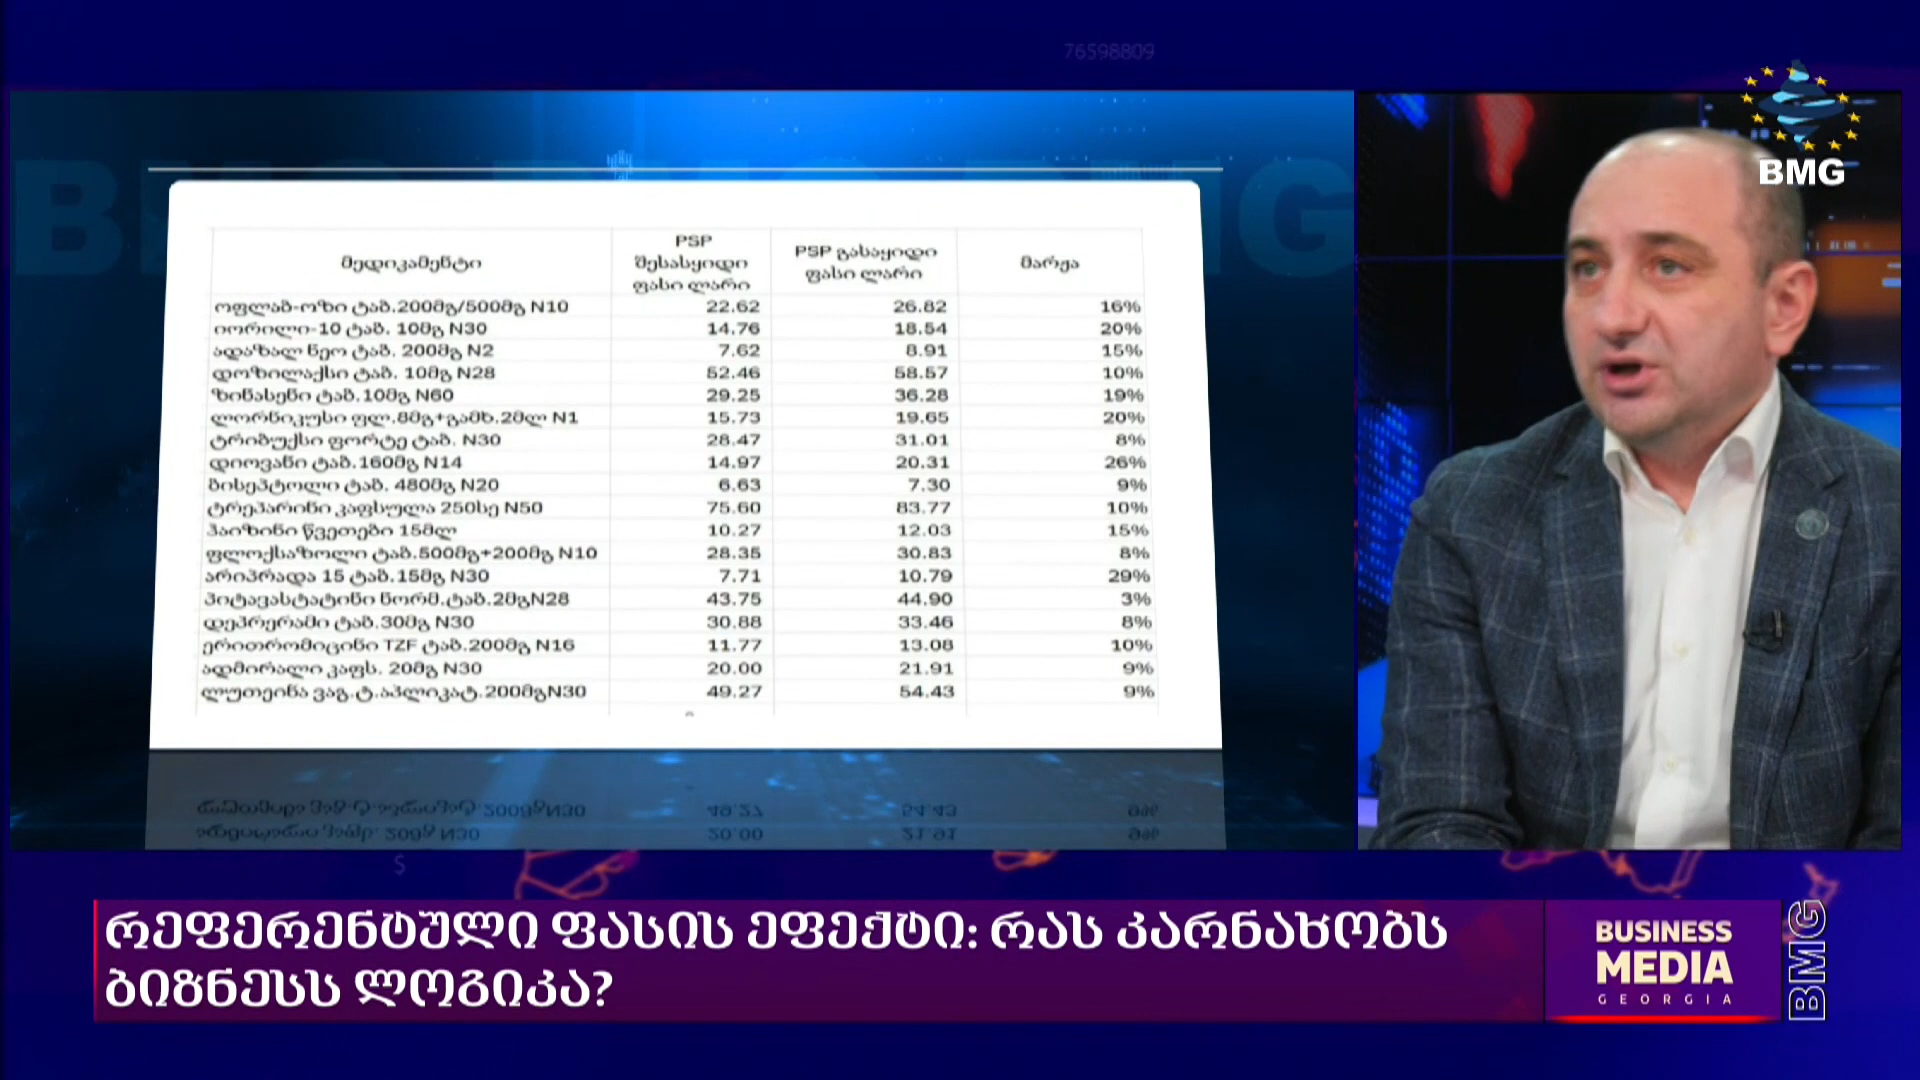 76598809
BMG
მედიკამენტი
PSP შესასყიდი ფასი ლარი
PSP გასაყიდი ფასი ლარი
მარჟა
ოფლაბ-ოზი ტაბ.200მგ/500მგ N10 22.62 26.82 16%
იორილი-10 ტაბ. 10მგ N30 14.76 18.54 20%
ადაზალ ნეო ტაბ. 200მგ N2 7.62 8.91 15%
დოზილაქსი ტაბ. 10მგ N28 52.46 58.57 10%
ზინასენი ტაბ.10მგ N60 29.25 36.28 19%
ლორნიკუსი ფლ.8მგ+გამხ.2მლ N1 15.73 19.65 20%
ტრიბუქსი ფორტე ტაბ. N30 28.47 31.01 8%
დიოვანი ტაბ.160მგ N14 14.97 20.31 26%
ბისეპტოლი ტაბ. 480მგ N20 6.63 7.30 9%
ტრეპარინი კაფსულა 250სე N50 75.60 83.77 10%
ჰაიზინი წვეთები 15მლ 10.27 12.03 15%
ფლოქსაზოლი ტაბ.500მგ+200მგ N10 28.35 30.83 8%
არიპრადა 15 ტაბ.15მგ N30 7.71 10.79 29%
პიტავასტატინი ნორმ.ტაბ.2მგN28 43.75 44.90 3%
დეპრერამი ტაბ.30მგ N30 30.88 33.46 8%
ერითრომიცინი TZF ტაბ.200მგ N16 11.77 13.08 10%
ადმირალი კაფს. 20მგ N30 20.00 21.91 9%
ლუთეინა ვაგ.ტ.აპლიკატ.200მგN30 49.27 54.43 9%
რეფერენტული ფასის ეფექტი: რას კარნახობს
ბიზნესს ლოგიკა?
BUSINESS
MEDIA
GEORGIA
BMG